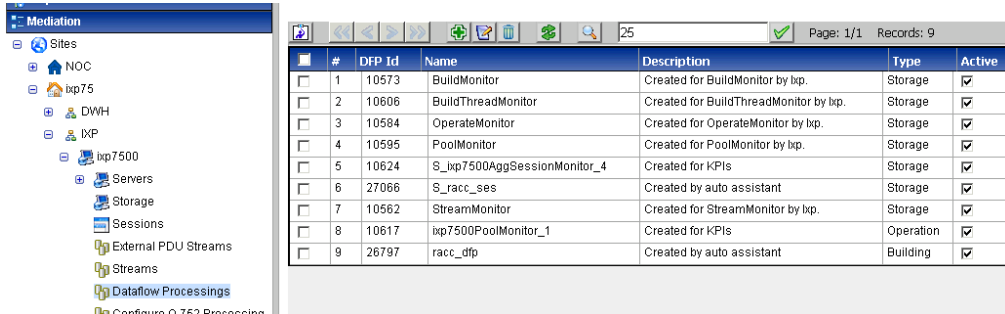 Mediation
Sites
NOC
ixp75
DWH
IXP
ixp7500
Servers
Storage
Sessions
External PDU Streams
Streams
Dataflow Processings
25 Page: 1/1 Records: 9
# DFP Id Name Description Type Active
1 10573 BuildMonitor Created for BuildMonitor by Ixp. Storage
2 10606 BuildThreadMonitor Created for BuildThreadMonitor by Ixp. Storage
3 10584 OperateMonitor Created for OperateMonitor by Ixp. Storage
4 10595 PoolMonitor Created for PoolMonitor by Ixp. Storage
5 10624 S_ixp7500AggSessionMonitor_4 Created for KPIs Storage
6 27066 S_racc_ses Created by auto assistant Storage
7 10562 StreamMonitor Created for StreamMonitor by Ixp. Storage
8 10617 ixp7500PoolMonitor_1 Created for KPIs Operation
9 26797 racc_dfp Created by auto assistant Building